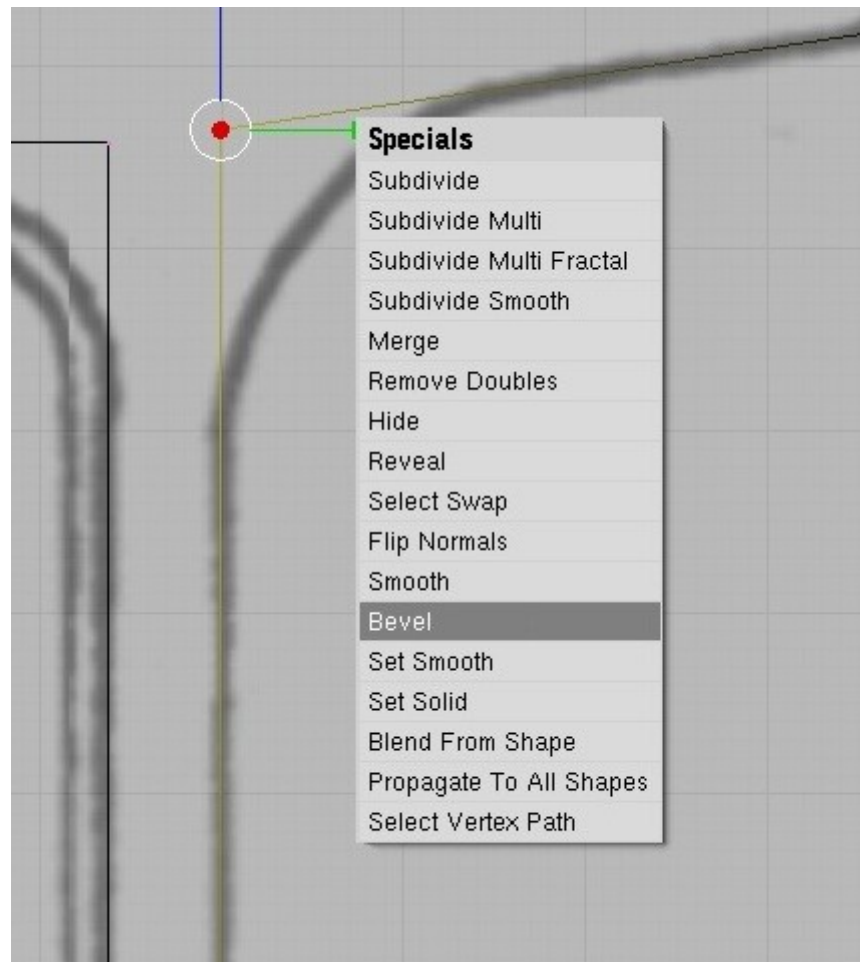 Specials
Subdivide
Subdivide Multi
Subdivide Multi Fractal
Subdivide Smooth
Merge
Remove Doubles
Hide
Reveal
Select Swap
Flip Normals
Smooth
Bevel
Set Smooth
Set Solid
Blend From Shape
Propagate To All Shapes
Select Vertex Path